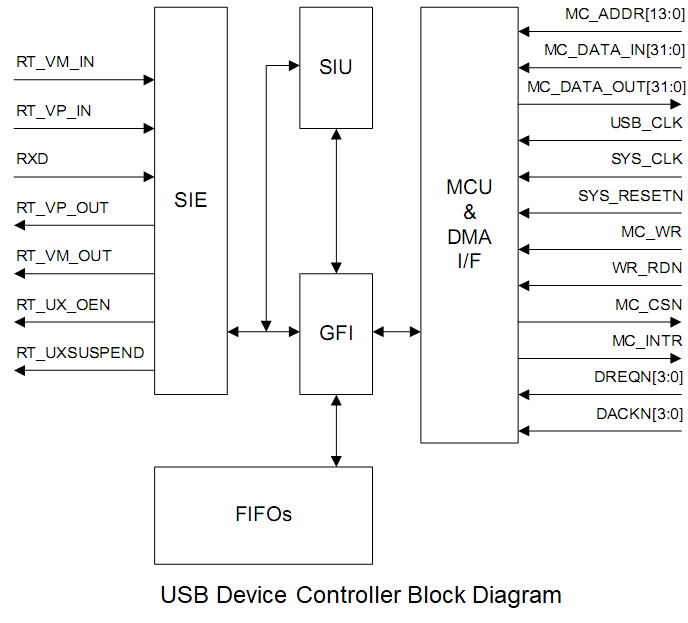 RT_VM_IN
RT_VP_IN
RXD
RT_VP_OUT
RT_VM_OUT
RT_UX_OEN
RT_UXSUSPEND
SIE
SIU
GFI
FIFOs
MCU
&
DMA
I/F
MC_ADDR[13:0]
MC_DATA_IN[31:0]
MC_DATA_OUT[31:0]
USB_CLK
SYS_CLK
SYS_RESETN
MC_WR
WR_RDN
MC_CSN
MC_INTR
DREQN[3:0]
DACKN[3:0]
USB Device Controller Block Diagram